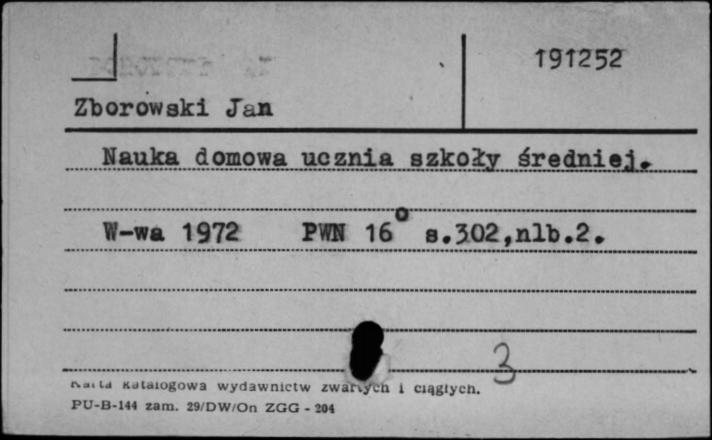 191252
Zborowski Jan
Nauka domowa ucznia szkoły średniej.
W-wa 1972 PWN 16° s.302,nlb.2.
3
Karta katalogowa wydawnictw zwartych i ciągłych.
PU-B-144 zam. 29/DW/On ZGG - 204